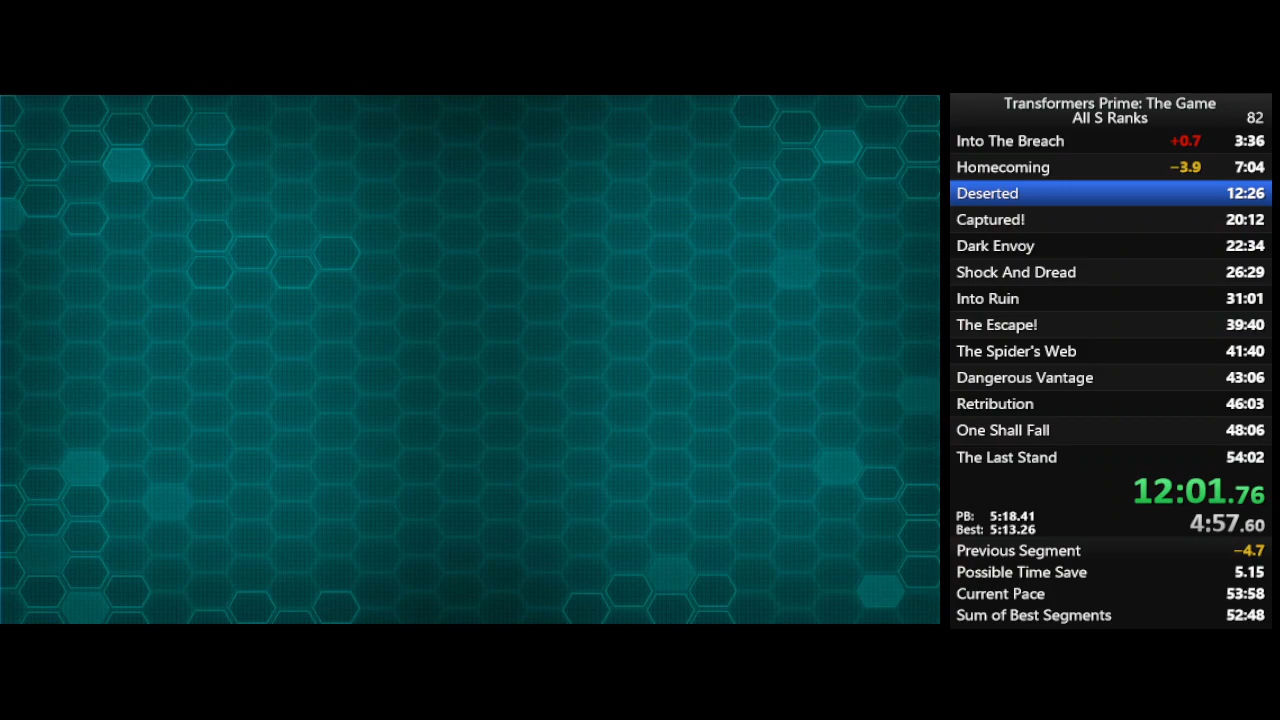 Transformers Prime: The Game
All S Ranks 82
Into The Breach +0.7 3:36
Homecoming −3.9 7:04
Deserted 12:26
Captured! 20:12
Dark Envoy 22:34
Shock And Dread 26:29
Into Ruin 31:01
The Escape! 39:40
The Spider's Web 41:40
Dangerous Vantage 43:06
Retribution 46:03
One Shall Fall 48:06
The Last Stand 54:02
12:01.76
PB: 5:18.41
Best: 5:13.26
4:57.60
Previous Segment −4.7
Possible Time Save 5.15
Current Pace 53:58
Sum of Best Segments 52:48